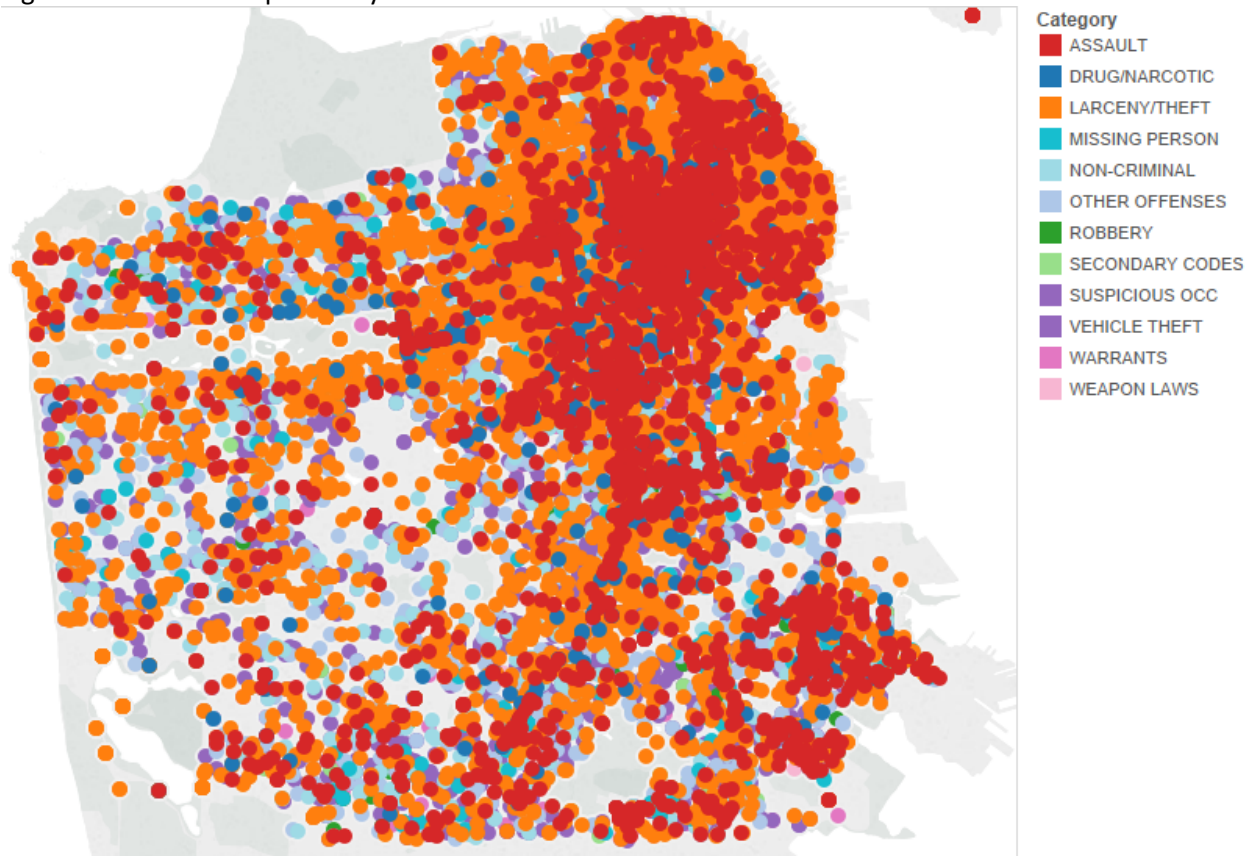 Category
ASSAULT
DRUG/NARCOTIC
LARCENY/THEFT
MISSING PERSON
NON-CRIMINAL
OTHER OFFENSES
ROBBERY
SECONDARY CODES
SUSPICIOUS OCC
VEHICLE THEFT
WARRANTS
WEAPON LAWS